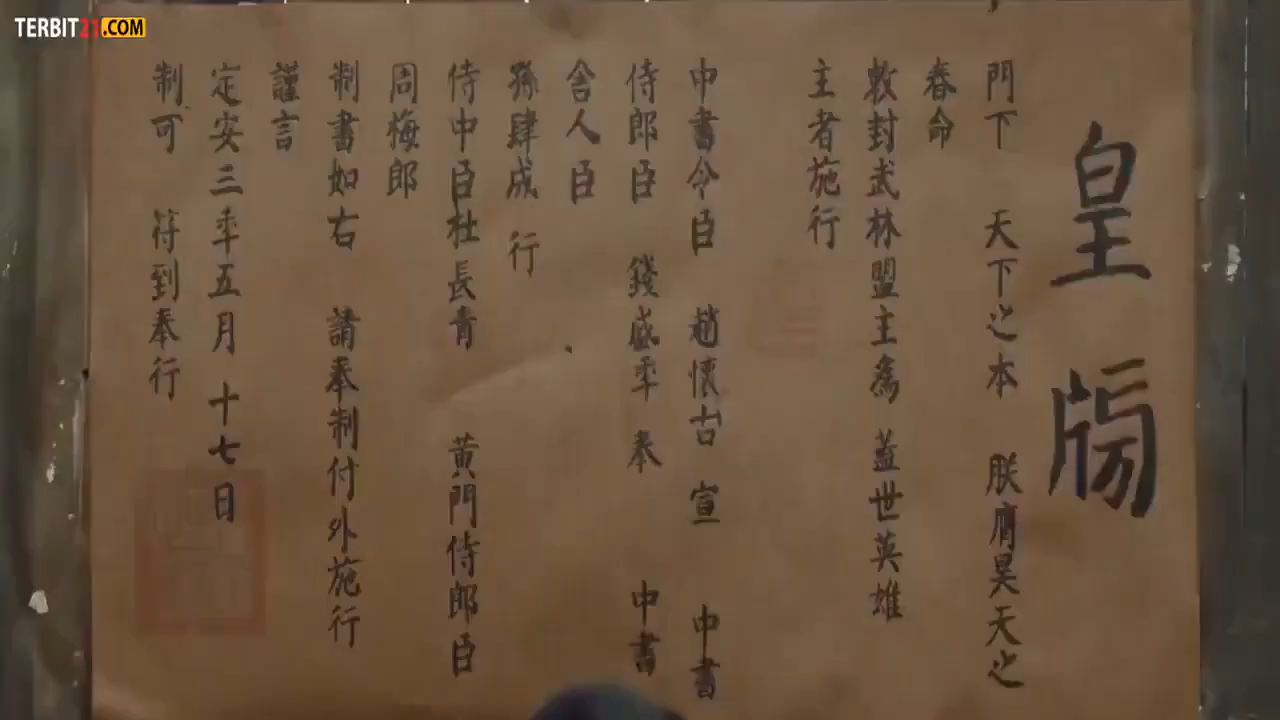 TERBIT21.COM
皇牓
門下 天下之本 朕膺昊天之
春命
敕封武林盟主為 蓋世英雄
主者施行
中書令臣 趙懷古 宣 中書
侍郎臣 錢盛秊 奉 中書
舍人臣
孫肆成 行
侍中臣杜長青 黃門侍郎臣
周梅郎
制書如右 請奉制付外施行
謹言
定安三秊五月 十七日
制可 符到奉行